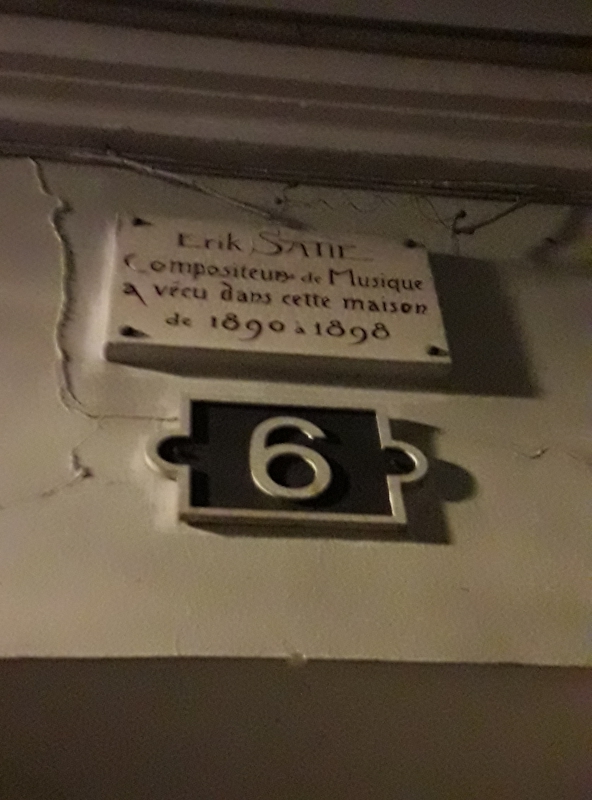 Erik SATIE
Compositeur de Musique
a vécu dans cette maison
de 1890 à 1898
6